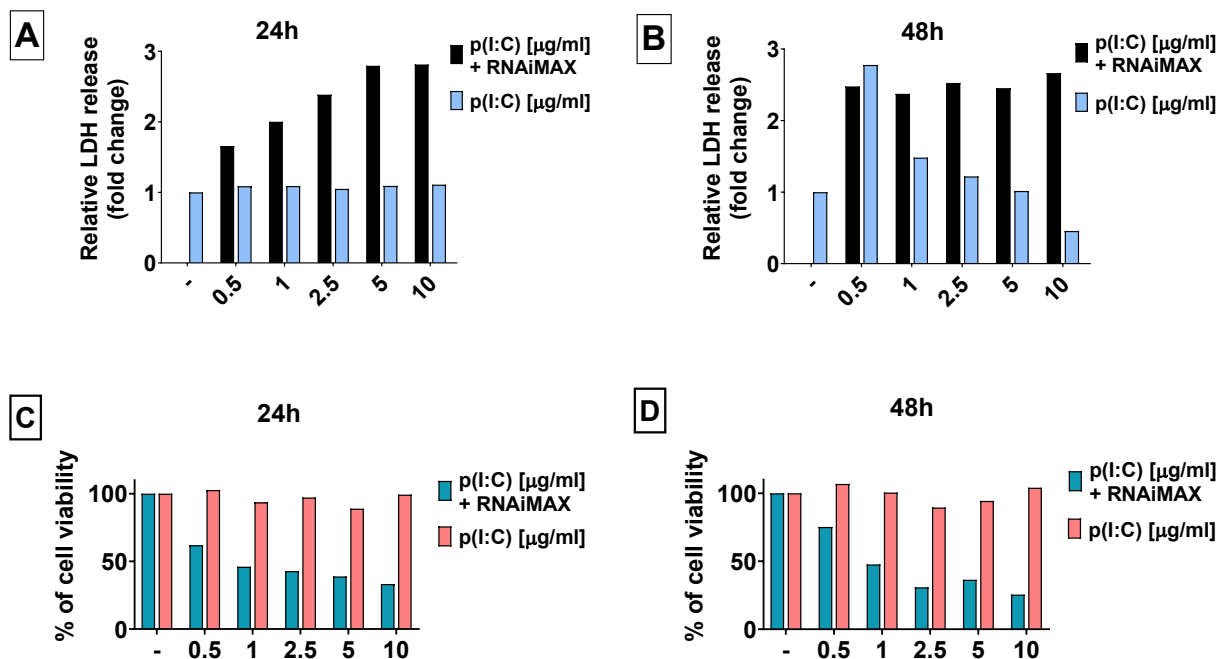 A
24h
Relative LDH release
(fold change)
3
2
1
0
-
0.5
1
2.5
5
10
p(I:C) [μg/ml]
+ RNAiMAX
p(I:C) [μg/ml]
B
48h
Relative LDH release
(fold change)
3
2
1
0
-
0.5
1
2.5
5
10
p(I:C) [μg/ml]
+ RNAiMAX
p(I:C) [μg/ml]
C
24h
% of cell viability
100
50
0
-
0.5
1
2.5
5
10
p(I:C) [μg/ml]
+ RNAiMAX
p(I:C) [μg/ml]
D
48h
% of cell viability
100
50
0
-
0.5
1
2.5
5
10
p(I:C) [μg/ml]
+ RNAiMAX
p(I:C) [μg/ml]